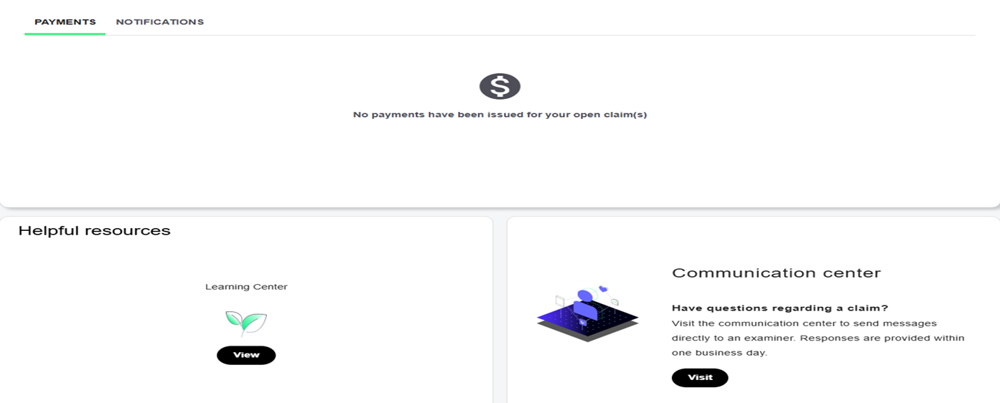 PAYMENTS NOTIFICATIONS
$
No payments have been issued for your open claim(s)
Helpful resources
Learning Center
View
Communication center
Have questions regarding a claim?
Visit the communication center to send messages
directly to an examiner. Responses are provided within
one business day.
Visit